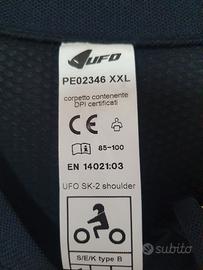 UFO
PE02346 XXL
corpetto contenente
DPI certificati
CE
85-100
EN 14021:03
UFO SK-2 shoulder
S/E/K type B
subito